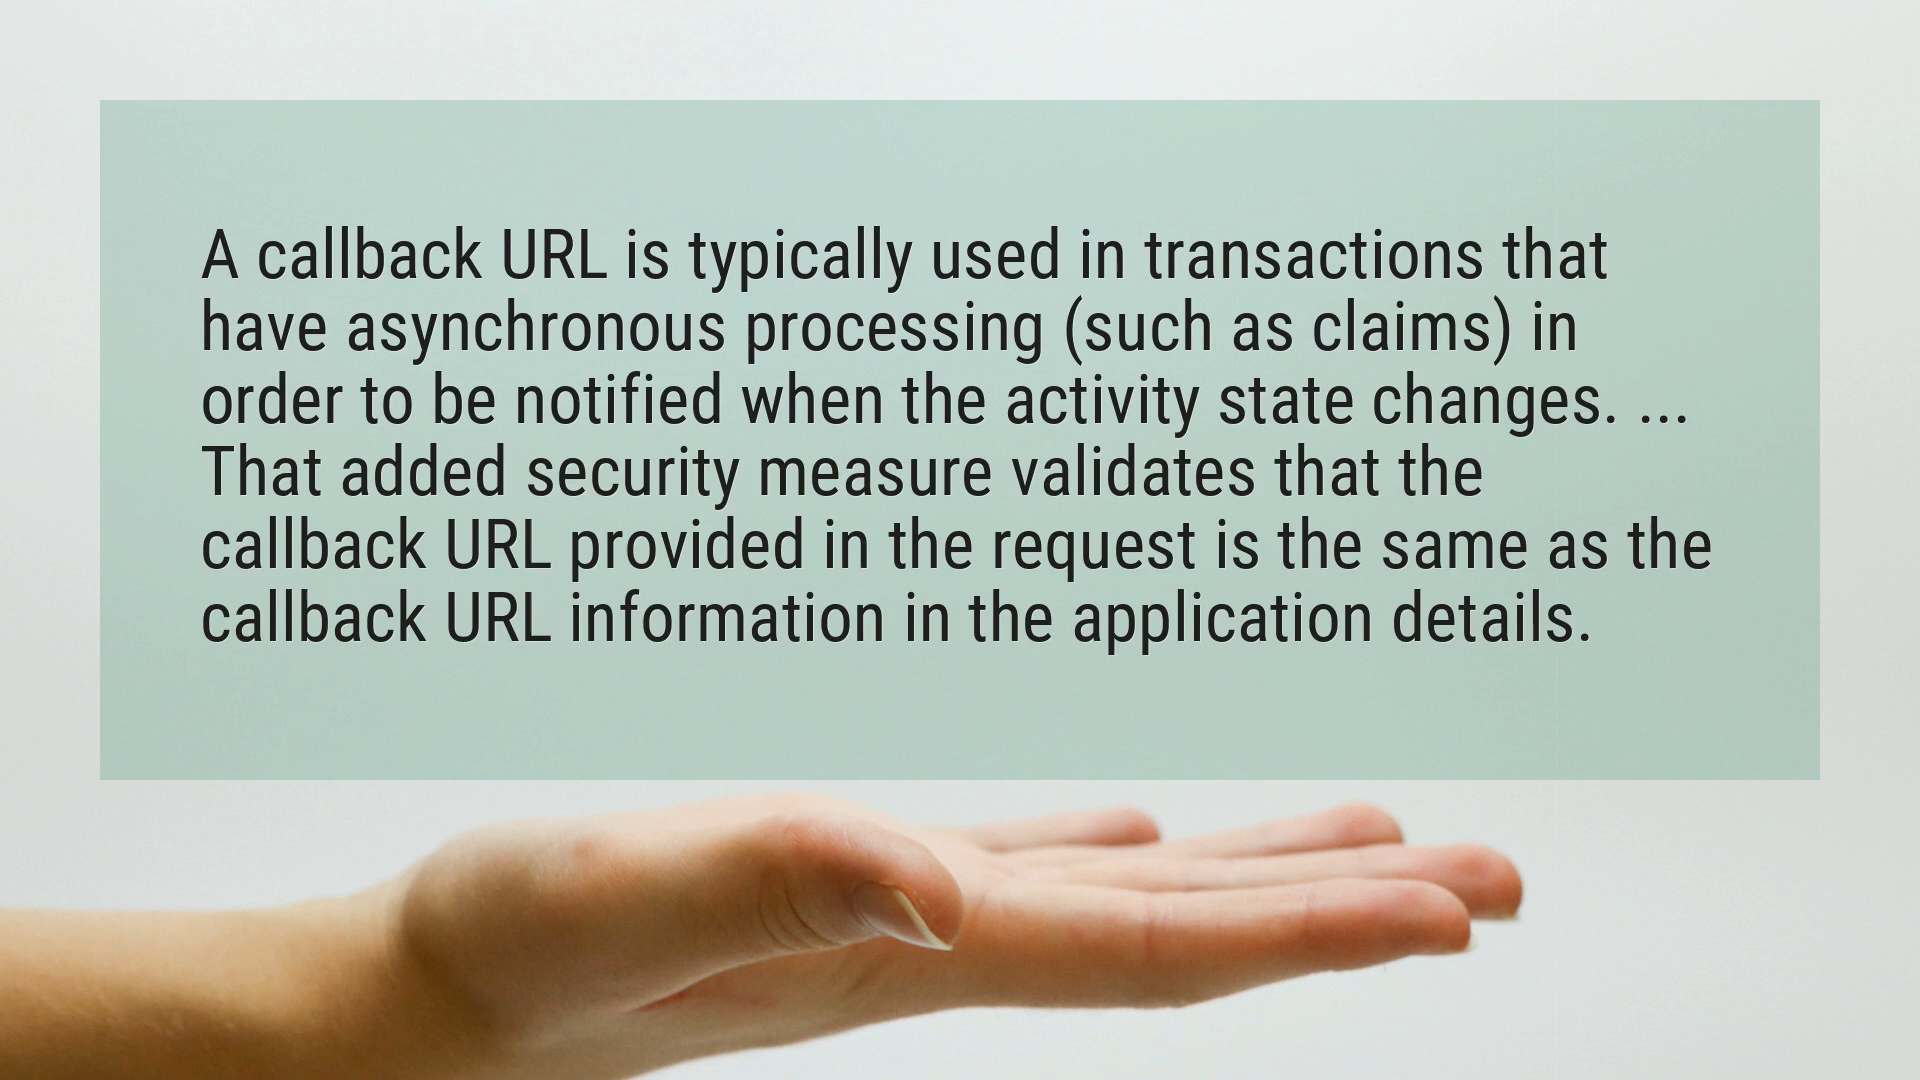 A callback URL is typically used in transactions that
have asynchronous processing (such as claims) in
order to be notified when the activity state changes. ...
That added security measure validates that the
callback URL provided in the request is the same as the
callback URL information in the application details.